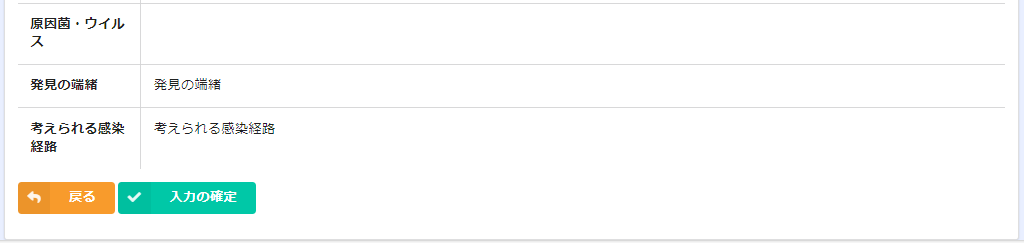 原因菌・ウイル
ス
発見の端緒
発見の端緒
考えられる感染
経路
考えられる感染経路
戻る
入力の確定